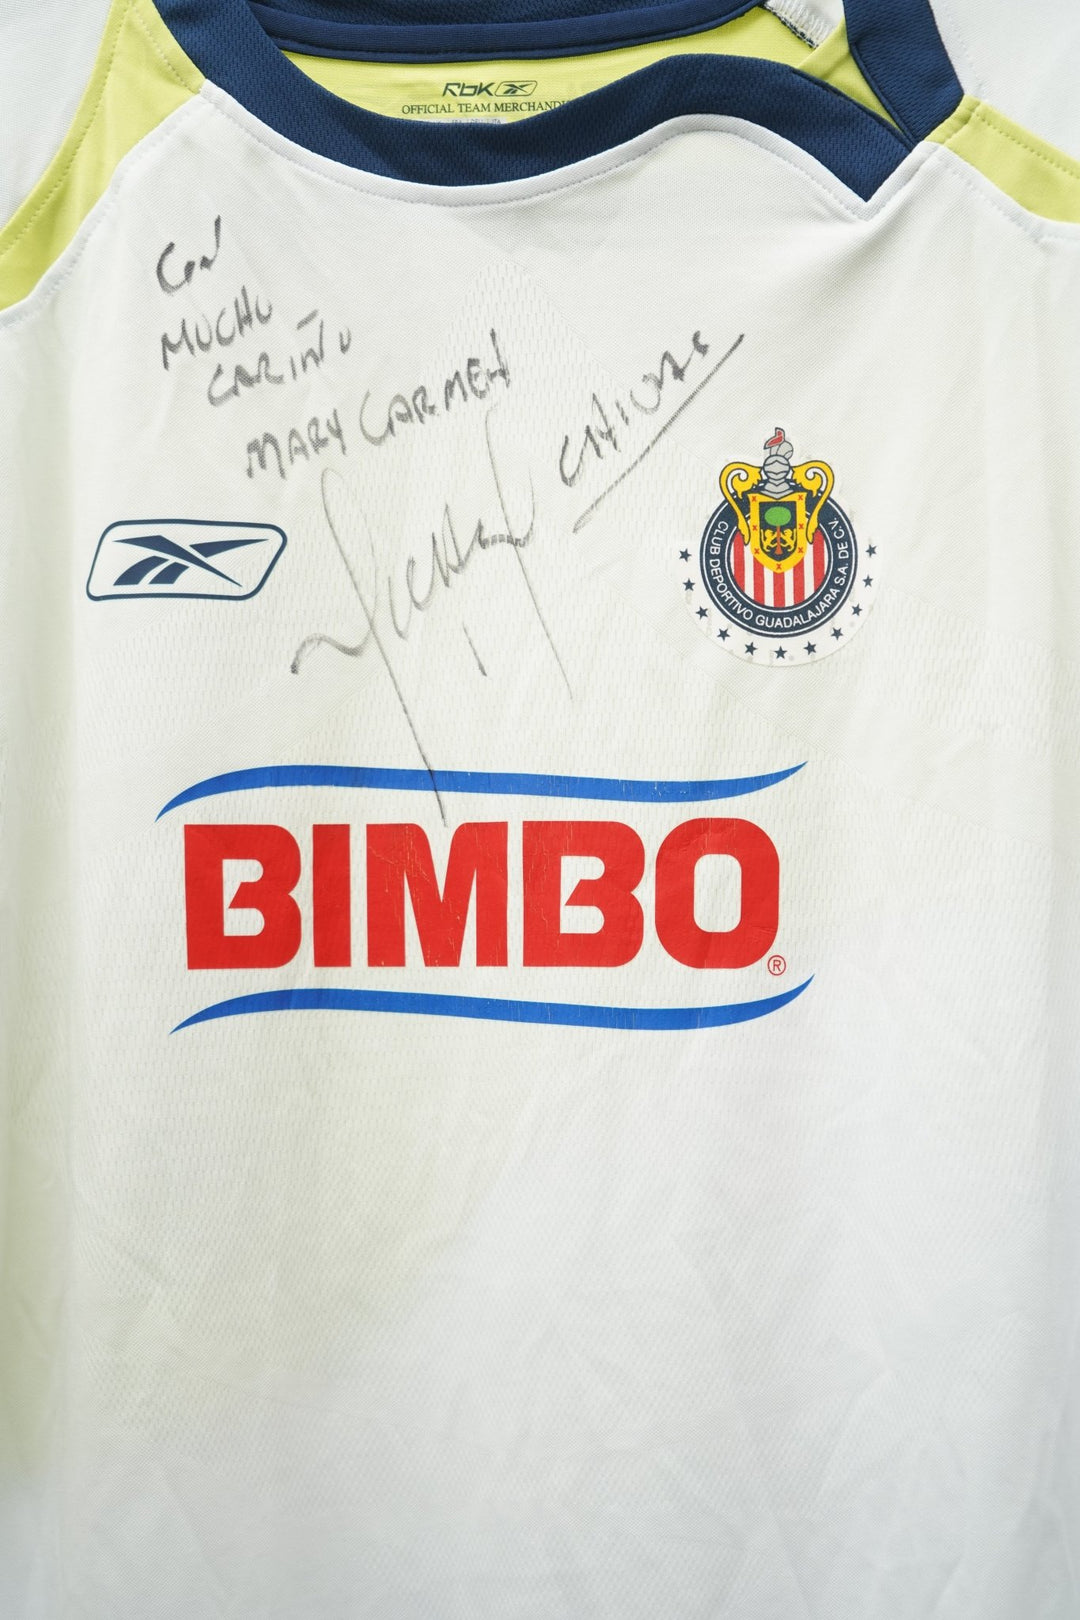 Rbk
OFFICIAL TEAM MERCHANDI
CON
MUCHO
CARIÑO
MARY CARMEN
CHIVAS
CLUB DEPORTIVO GUADALAJARA S.A. DE C.V.
BIMBO®